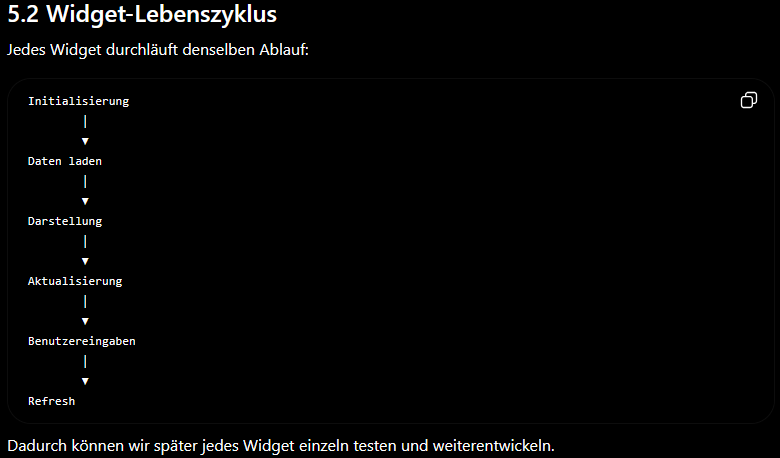 5.2 Widget-Lebenszyklus
Jedes Widget durchläuft denselben Ablauf:
Initialisierung
|
▼
Daten laden
|
▼
Darstellung
|
▼
Aktualisierung
|
▼
Benutzereingaben
|
▼
Refresh
Dadurch können wir später jedes Widget einzeln testen und weiterentwickeln.